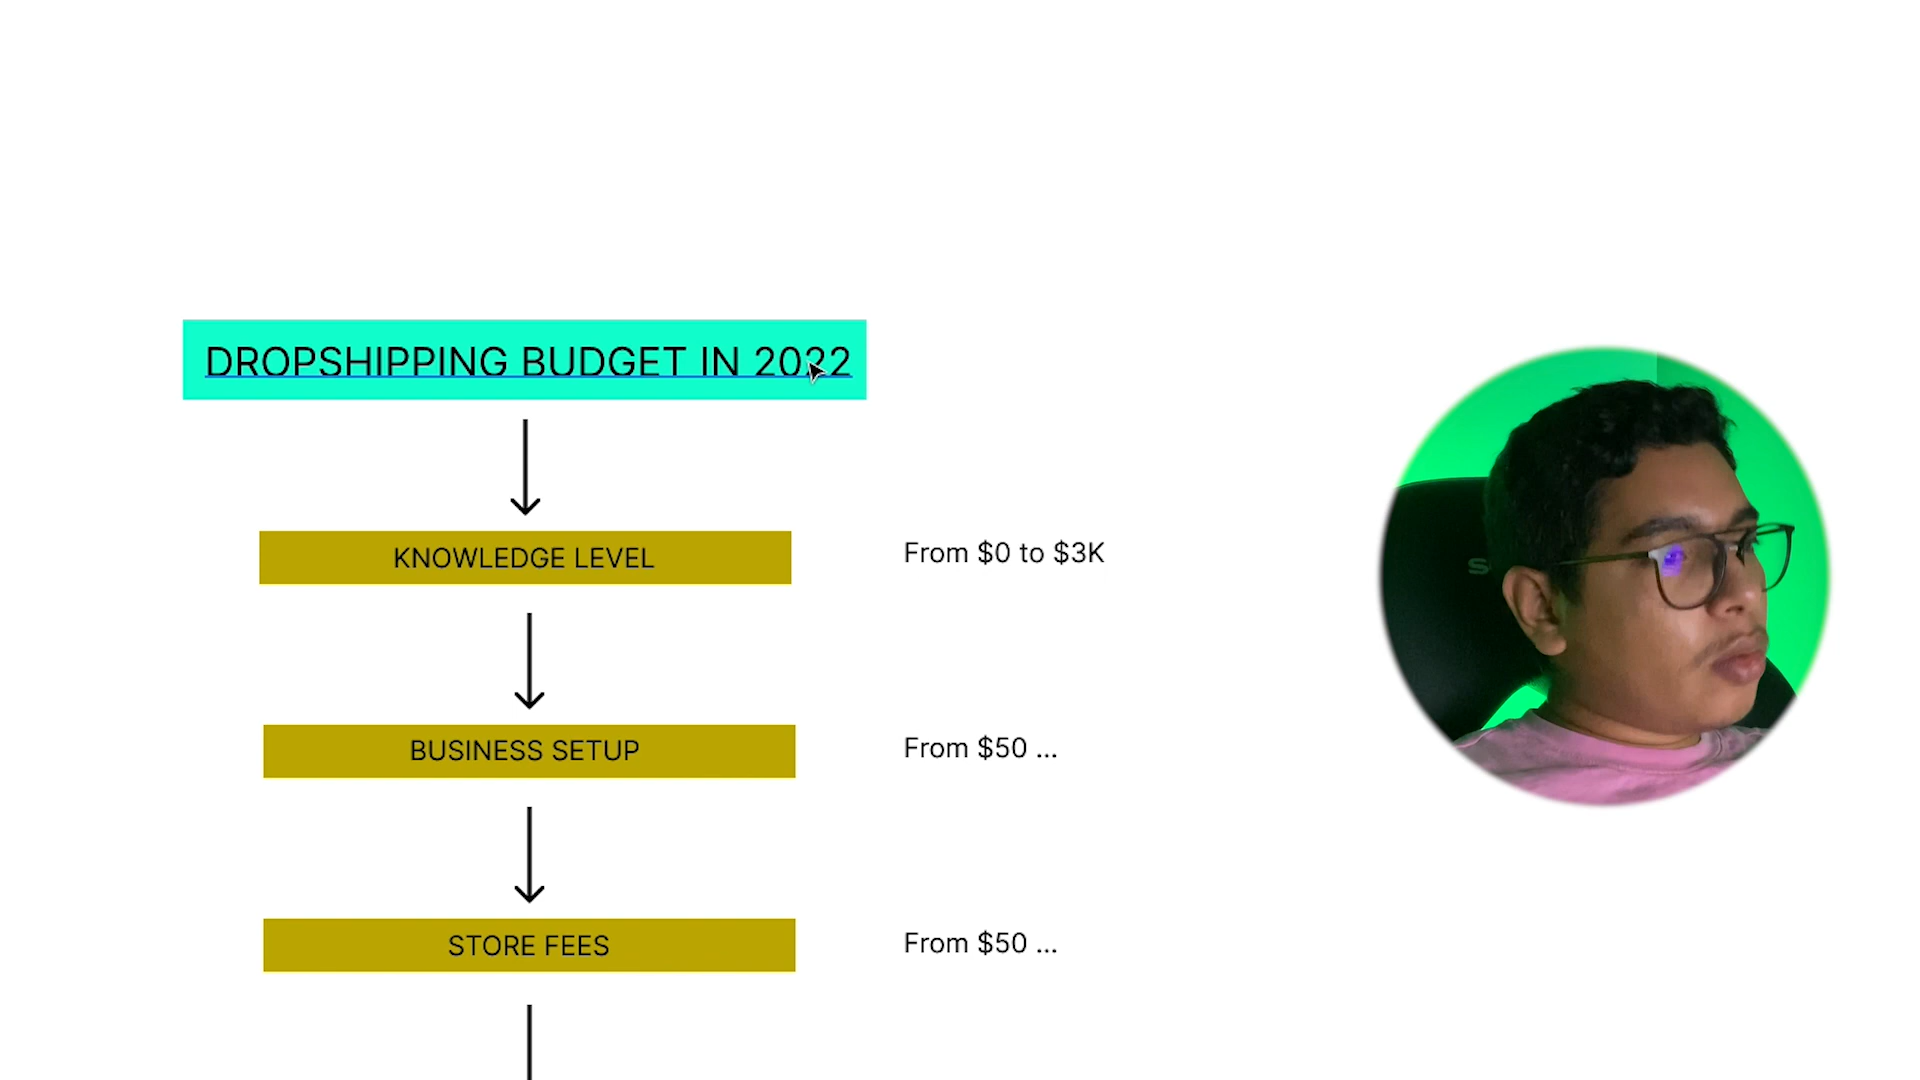 DROPSHIPPING BUDGET IN 2022
KNOWLEDGE LEVEL
From $0 to $3K
BUSINESS SETUP
From $50 ...
STORE FEES
From $50 ...